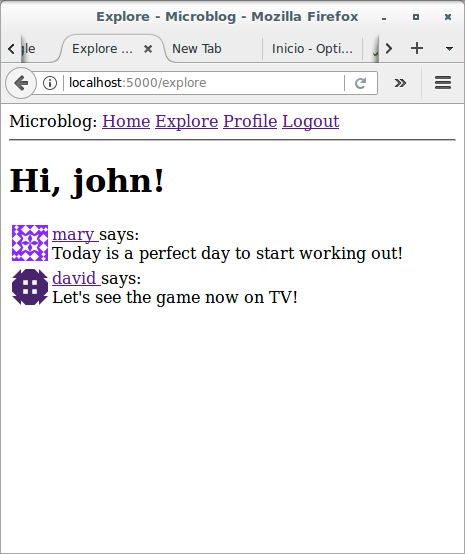 Explore - Microblog - Mozilla Firefox
gle
Explore ...
New Tab
Inicio - Opti...
localhost:5000/explore
Microblog: Home Explore Profile Logout
Hi, john!
mary says:
Today is a perfect day to start working out!
david says:
Let's see the game now on TV!